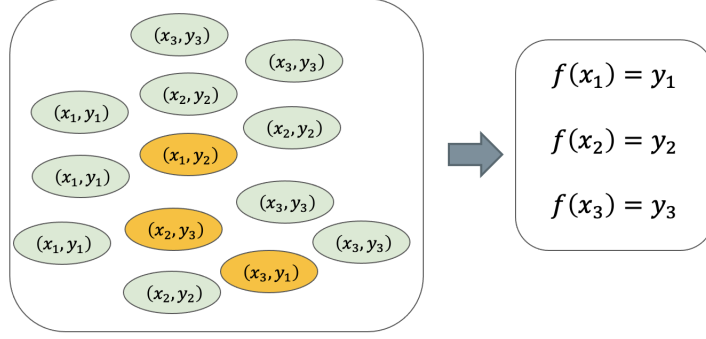 (x₃, y₃)
(x₃, y₃)
(x₂, y₂)
(x₁, y₁)
(x₂, y₂)
(x₁, y₂)
(x₁, y₁)
(x₃, y₃)
(x₂, y₃)
(x₁, y₁)
(x₃, y₃)
(x₃, y₁)
(x₂, y₂)
f(x₁) = y₁
f(x₂) = y₂
f(x₃) = y₃